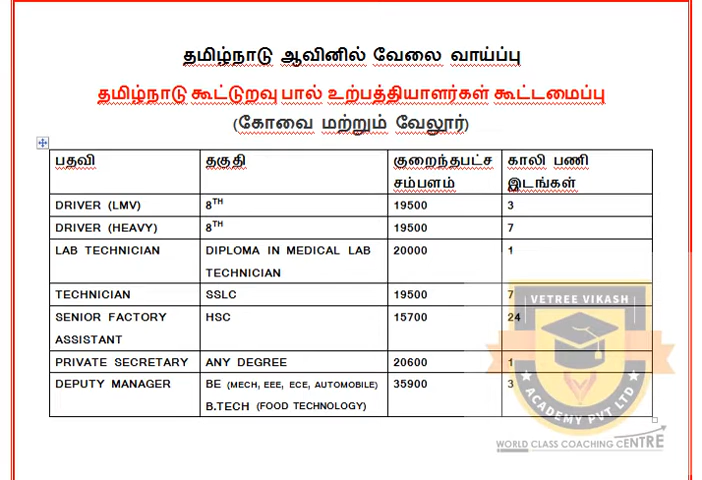 தமிழ்நாடு ஆவினில் வேலை வாய்ப்பு
தமிழ்நாடு கூட்டுறவு பால் உற்பத்தியாளர்கள் கூட்டமைப்பு
(கோவை மற்றும் வேலூர்)
பதவி தகுதி குறைந்தபட்ச சம்பளம் காலி பணி இடங்கள்
DRIVER (LMV) 8TH 19500 3
DRIVER (HEAVY) 8TH 19500 7
LAB TECHNICIAN DIPLOMA IN MEDICAL LAB TECHNICIAN 20000 1
TECHNICIAN SSLC 19500 7
SENIOR FACTORY ASSISTANT HSC 15700 24
PRIVATE SECRETARY ANY DEGREE 20600 1
DEPUTY MANAGER BE (MECH, EEE, ECE, AUTOMOBILE) B.TECH (FOOD TECHNOLOGY) 35900 3
VETREE VIKASH
ACADEMY PVT LTD
WORLD CLASS COACHING CENTRE